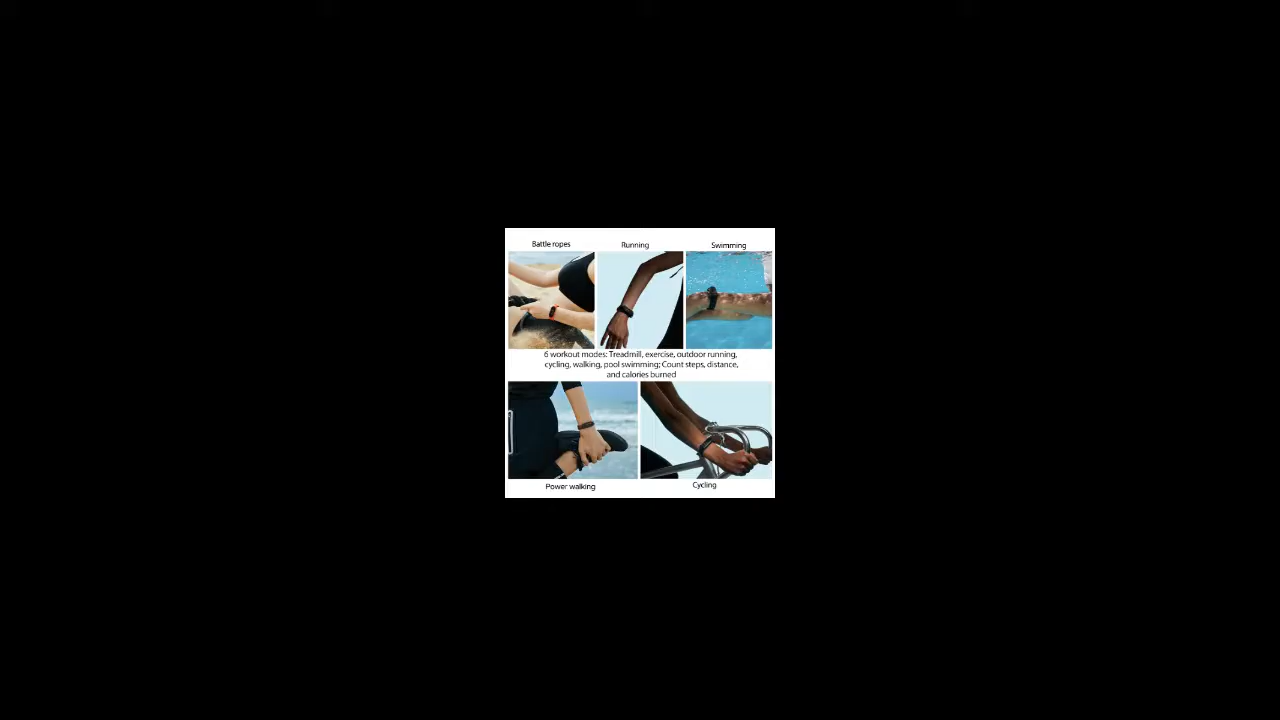 Battle ropes
Running
Swimming
6 workout modes: Treadmill, exercise, outdoor running,
cycling, walking, pool swimming; Count steps, distance,
and calories burned
Power walking
Cycling